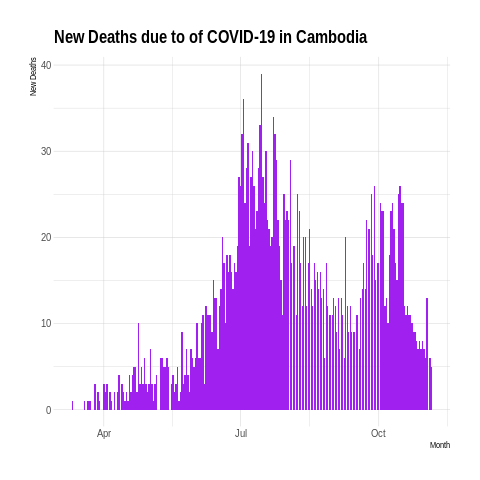 New Deaths due to of COVID-19 in Cambodia
New Deaths
40
30
20
10
0
Apr
Jul
Oct
Month